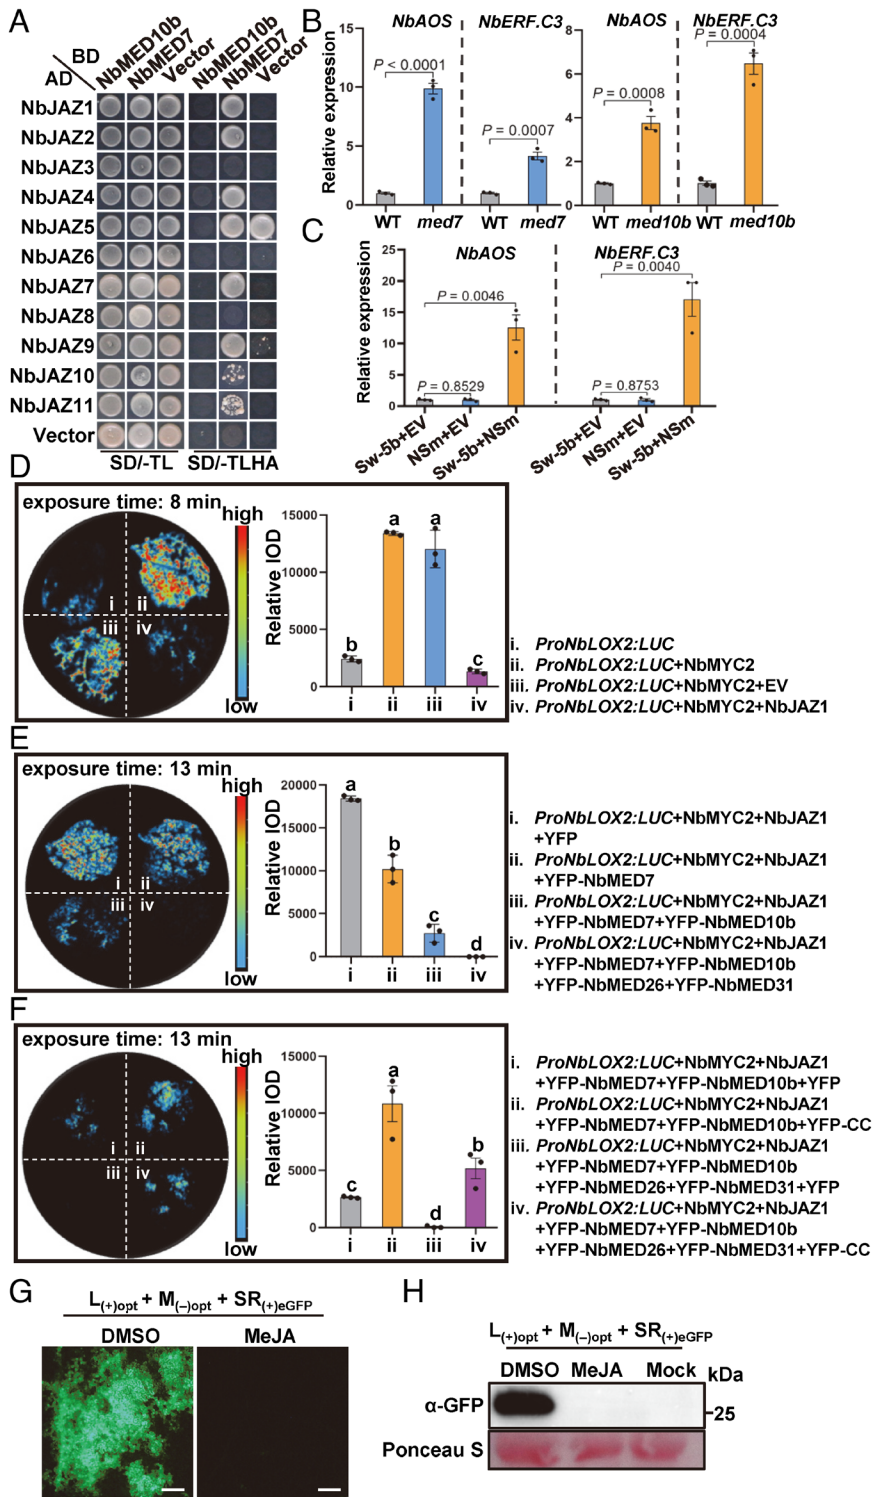 A
BD
AD
NbMED10b
NbMED7
Vector
NbMED10b
NbMED7
Vector
NbJAZ1
NbJAZ2
NbJAZ3
NbJAZ4
NbJAZ5
NbJAZ6
NbJAZ7
NbJAZ8
NbJAZ9
NbJAZ10
NbJAZ11
Vector
SD/-TL
SD/-TLHA
B
Relative expression
15
10
5
0
NbAOS
NbERF.C3
P < 0.0001
P = 0.0007
WT
med7
WT
med7
8
6
4
2
0
NbAOS
NbERF.C3
P = 0.0008
P = 0.0004
WT
med10b
WT
med10b
C
Relative expression
25
20
15
10
5
0
NbAOS
NbERF.C3
P = 0.0046
P = 0.8529
P = 0.0040
P = 0.8753
Sw-5b+EV
NSm+EV
Sw-5b+NSm
Sw-5b+EV
NSm+EV
Sw-5b+NSm
D
exposure time: 8 min
high
low
i
ii
iii
iv
Relative IOD
15000
10000
5000
0
b
a
a
c
i
ii
iii
iv
i. ProNbLOX2:LUC
ii. ProNbLOX2:LUC+NbMYC2
iii. ProNbLOX2:LUC+NbMYC2+EV
iv. ProNbLOX2:LUC+NbMYC2+NbJAZ1
E
exposure time: 13 min
high
low
i
ii
iii
iv
Relative IOD
20000
15000
10000
5000
0
a
b
c
d
i
ii
iii
iv
i. ProNbLOX2:LUC+NbMYC2+NbJAZ1
+YFP
ii. ProNbLOX2:LUC+NbMYC2+NbJAZ1
+YFP-NbMED7
iii. ProNbLOX2:LUC+NbMYC2+NbJAZ1
+YFP-NbMED7+YFP-NbMED10b
iv. ProNbLOX2:LUC+NbMYC2+NbJAZ1
+YFP-NbMED7+YFP-NbMED10b
+YFP-NbMED26+YFP-NbMED31
F
exposure time: 13 min
high
low
i
ii
iii
iv
Relative IOD
15000
10000
5000
0
c
a
d
b
i
ii
iii
iv
i. ProNbLOX2:LUC+NbMYC2+NbJAZ1
+YFP-NbMED7+YFP-NbMED10b+YFP
ii. ProNbLOX2:LUC+NbMYC2+NbJAZ1
+YFP-NbMED7+YFP-NbMED10b+YFP-CC
iii. ProNbLOX2:LUC+NbMYC2+NbJAZ1
+YFP-NbMED7+YFP-NbMED10b
+YFP-NbMED26+YFP-NbMED31+YFP
iv. ProNbLOX2:LUC+NbMYC2+NbJAZ1
+YFP-NbMED7+YFP-NbMED10b
+YFP-NbMED26+YFP-NbMED31+YFP-CC
G
L(+)opt + M(–)opt + SR(+)eGFP
DMSO
MeJA
H
L(+)opt + M(–)opt + SR(+)eGFP
DMSO
MeJA
Mock
kDa
α-GFP
-25
Ponceau S